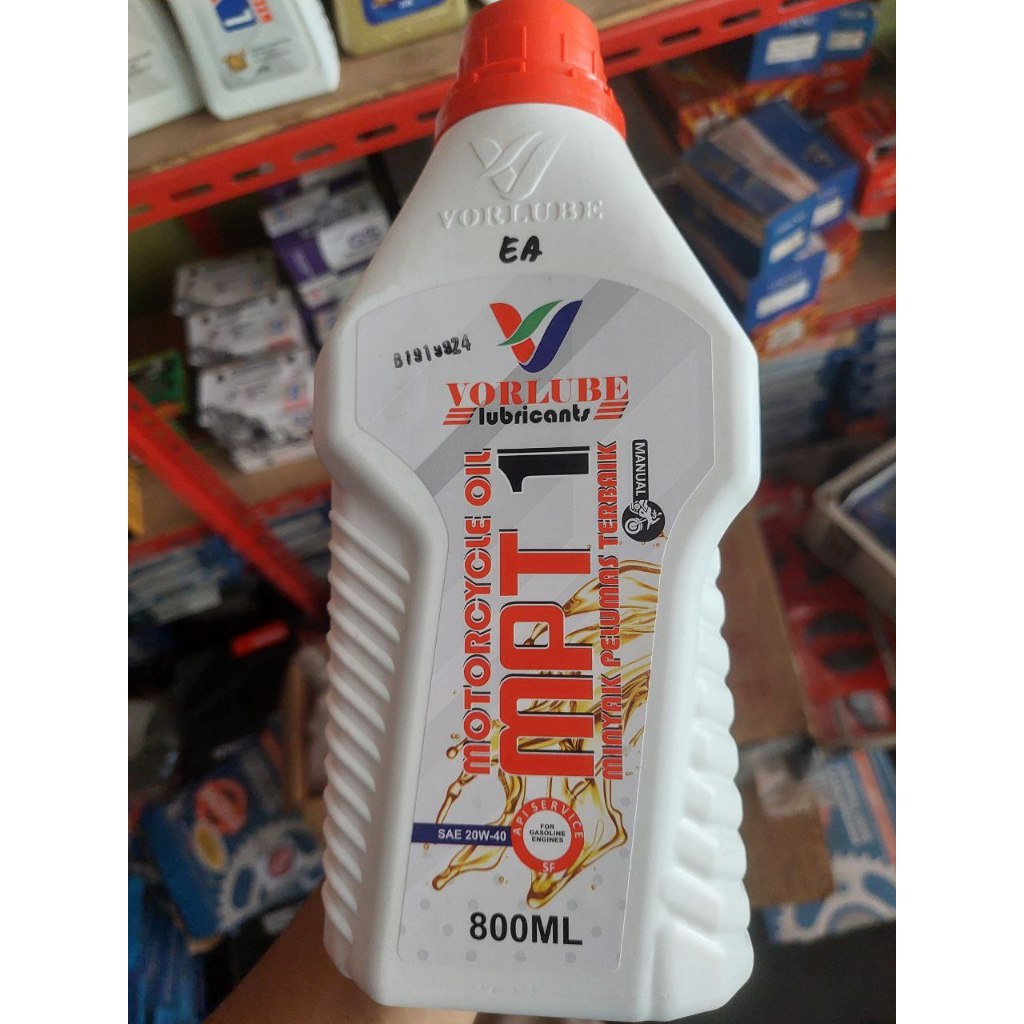 VORLUBE
EA
VORLUBE
lubricants
MOTORCYCLE OIL
MPT 1
MINYAK PELUMAS TERBAIK
MANUAL
SAE 20W-40
API SERVICE
FOR
GASOLINE
ENGINES
SF
800ML